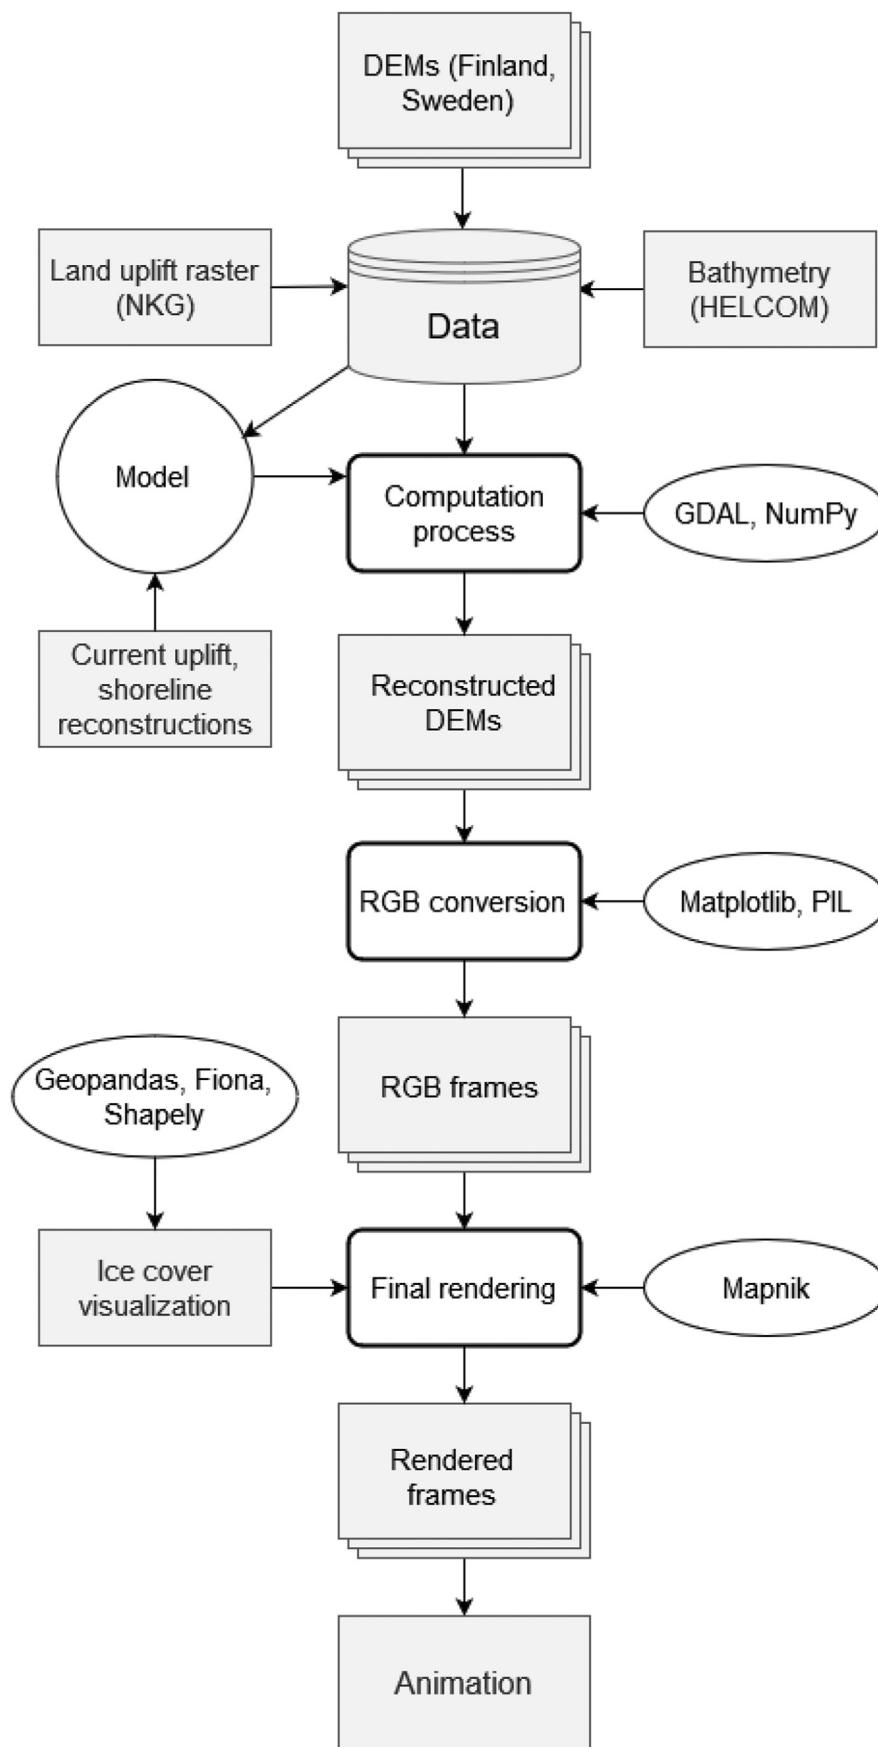 DEMs (Finland,
Sweden)
Land uplift raster
(NKG)
Data
Bathymetry
(HELCOM)
Model
Computation
process
GDAL, NumPy
Current uplift,
shoreline
reconstructions
Reconstructed
DEMs
RGB conversion
Matplotlib, PIL
Geopandas, Fiona,
Shapely
RGB frames
Ice cover
visualization
Final rendering
Mapnik
Rendered
frames
Animation